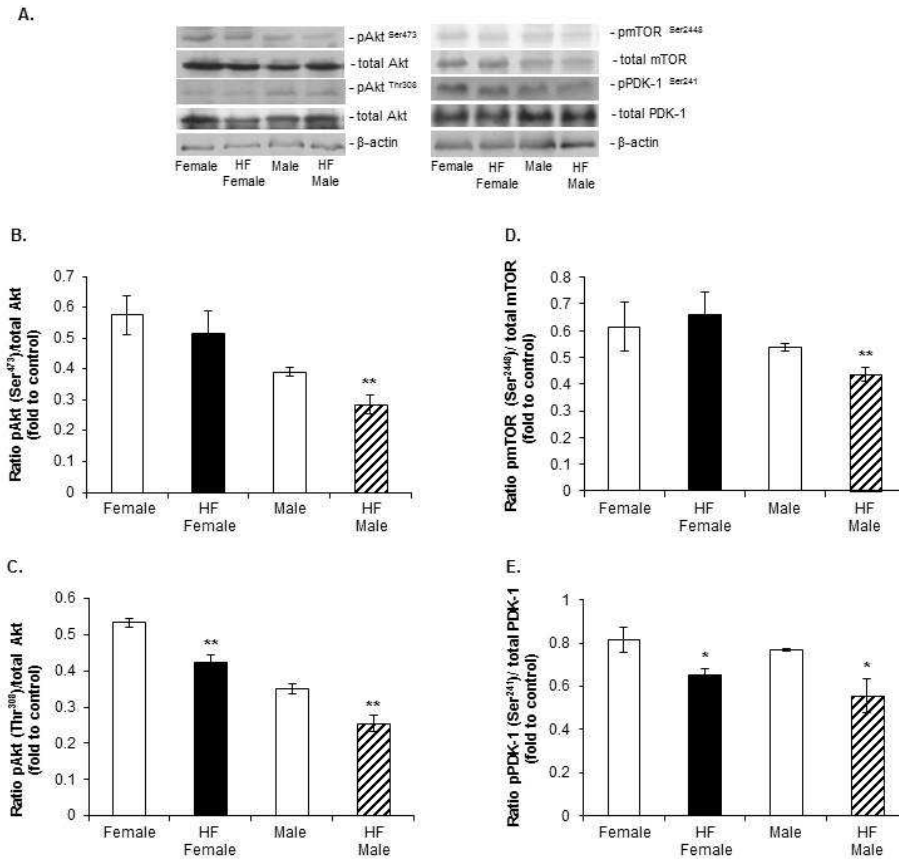 A.
- pAkt Ser473
- total Akt
- pAkt Thr308
- total Akt
- β-actin
Female HF Female Male HF Male
- pmTOR Ser2448
- total mTOR
- pPDK-1 Ser241
- total PDK-1
- β-actin
Female HF Female Male HF Male
B.
Ratio pAkt (Ser473)/total Akt
(fold to control)
0.7
0.6
0.5
0.4
0.3
0.2
0.1
0
**
Female HF Female Male HF Male
D.
Ratio pmTOR (Ser2448)/ total mTOR
(fold to control)
0.8
0.7
0.6
0.5
0.4
0.3
0.2
0.1
0
**
Female HF Female Male HF Male
C.
Ratio pAkt (Thr308)/total Akt
(fold to control)
0.6
0.5
0.4
0.3
0.2
0.1
0
**
**
Female HF Female Male HF Male
E.
Ratio pPDK-1 (Ser241)/ total PDK-1
(fold to control)
1
0.8
0.6
0.4
0.2
0
*
*
Female HF Female Male HF Male